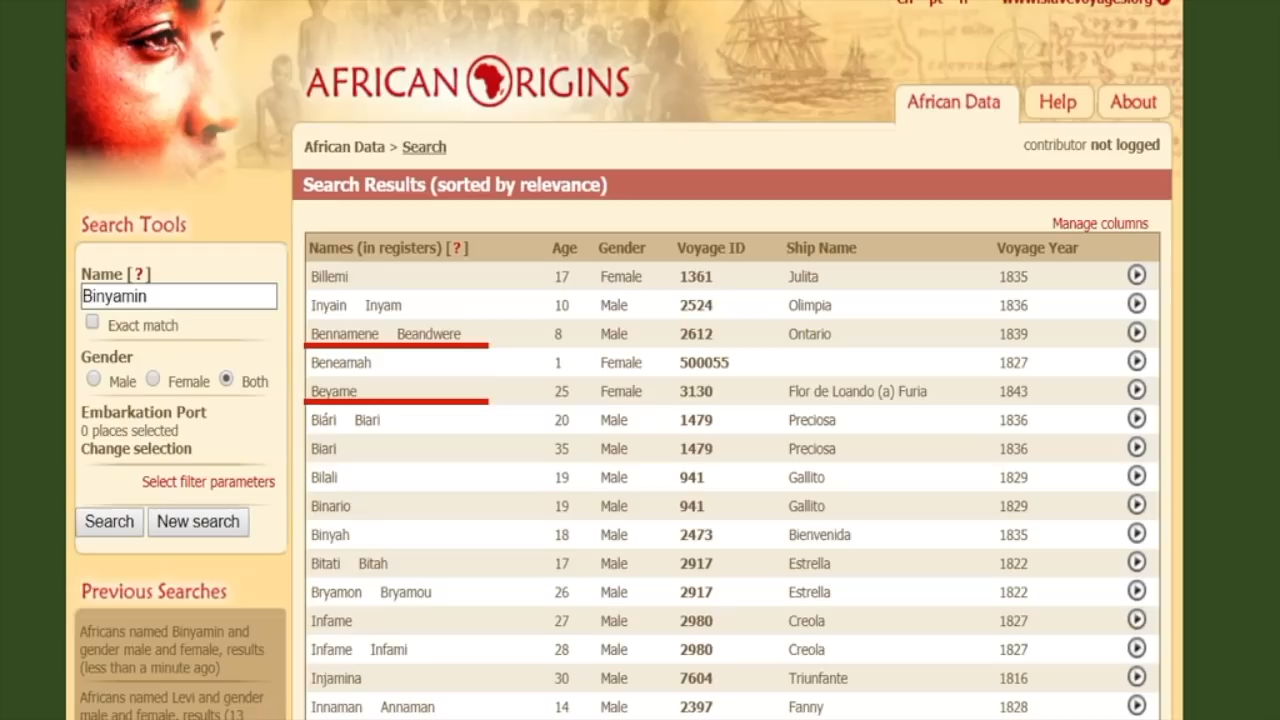 en pt fr www.slavevoyages.org
AFRICAN ORIGINS
African Data Help About
African Data > Search
contributor not logged
Search Results (sorted by relevance)
Manage columns
Names (in registers) [ ? ] Age Gender Voyage ID Ship Name Voyage Year
Billemi 17 Female 1361 Julita 1835
Inyain Inyam 10 Male 2524 Olimpia 1836
Bennamene Beandwere 8 Male 2612 Ontario 1839
Beneamah 1 Female 500055 1827
Beyame 25 Female 3130 Flor de Loando (a) Furia 1843
Biári Biari 20 Male 1479 Preciosa 1836
Biari 35 Male 1479 Preciosa 1836
Bilali 19 Male 941 Gallito 1829
Binario 19 Male 941 Gallito 1829
Binyah 18 Male 2473 Bienvenida 1835
Bitati Bitah 17 Male 2917 Estrella 1822
Bryamon Bryamou 26 Male 2917 Estrella 1822
Infame 27 Male 2980 Creola 1827
Infame Infami 28 Male 2980 Creola 1827
Injamina 30 Male 7604 Triunfante 1816
Innaman Annaman 14 Male 2397 Fanny 1828
Search Tools
Name [ ? ]
Binyamin
Exact match
Gender
Male Female Both
Embarkation Port
0 places selected
Change selection
Select filter parameters
Search New search
Previous Searches
Africans named Binyamin and
gender male and female, results
(less than a minute ago)
Africans named Levi and gender
male and female, results (13